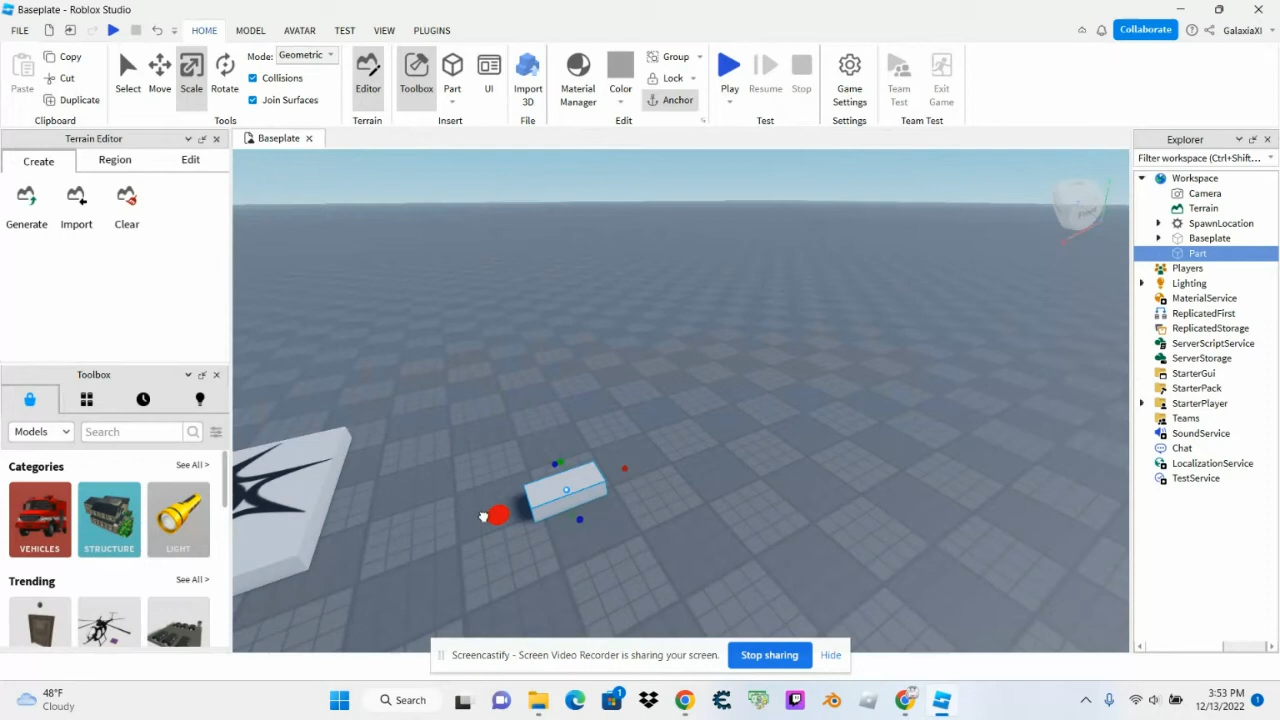 Baseplate - Roblox Studio
FILE HOME MODEL AVATAR TEST VIEW PLUGINS Collaborate GalaxiaXI
Paste Copy Cut Duplicate Clipboard
Select Move Scale Rotate Mode: Geometric Collisions Join Surfaces Tools
Editor Terrain
Toolbox Part UI Insert
Import 3D File
Material Manager Color Group Lock Anchor Edit
Play Resume Stop Test
Game Settings Settings
Team Test Exit Game Team Test
Terrain Editor
Create Region Edit
Generate Import Clear
Baseplate
Front
Toolbox
Models Search
Categories See All >
VEHICLES STRUCTURE LIGHT
Trending See All >
Explorer
Filter workspace (Ctrl+Shift...
Workspace
Camera
Terrain
SpawnLocation
Baseplate
Part
Players
Lighting
MaterialService
ReplicatedFirst
ReplicatedStorage
ServerScriptService
ServerStorage
StarterGui
StarterPack
StarterPlayer
Teams
SoundService
Chat
LocalizationService
TestService
Screencastify - Screen Video Recorder is sharing your screen. Stop sharing Hide
48°F
Cloudy
Search
1
3:53 PM
12/13/2022
1